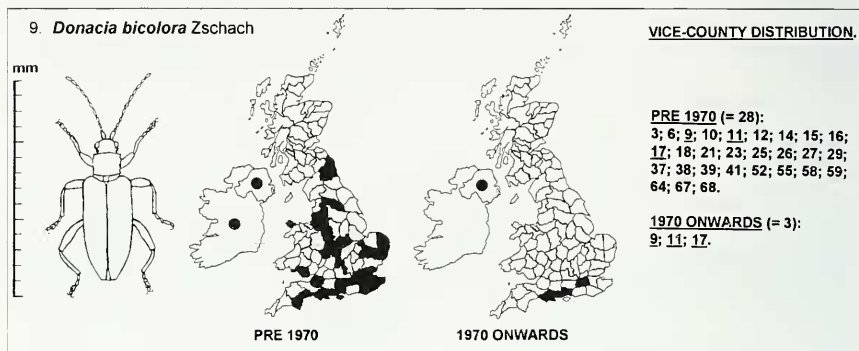 9. Donacia bicolora Zschach
VICE-COUNTY DISTRIBUTION.
mm
PRE 1970 (= 28):
3; 6; 9; 10; 11; 12; 14; 15; 16;
17; 18; 21; 23; 25; 26; 27; 29;
37; 38; 39; 41; 52; 55; 58; 59;
64; 67; 68.
1970 ONWARDS (= 3):
9; 11; 17.
PRE 1970
1970 ONWARDS